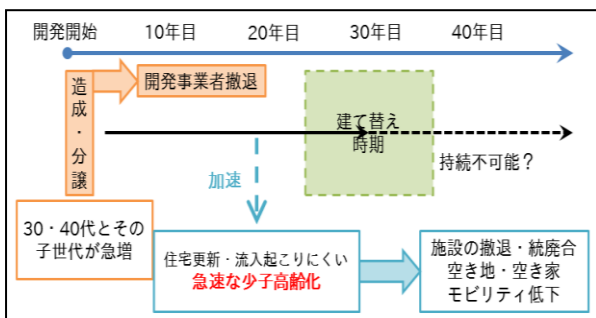 開発開始
10年目
20年目
30年目
40年目
造成・分譲
開発事業者撤退
建て替え
時期
加速
持続不可能？
30・40代とその
子世代が急増
住宅更新・流入起こりにくい
急速な少子高齢化
施設の撤退・統廃合
空き地・空き家
モビリティ低下